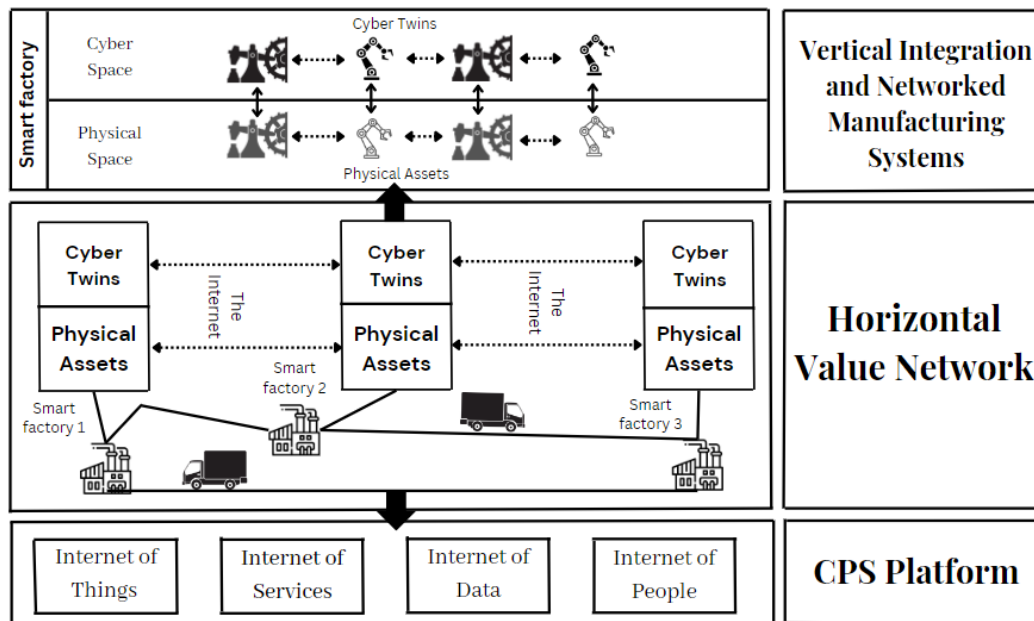 Smart factory
Cyber
Space
Cyber Twins
Physical
Space
Physical Assets
Vertical Integration
and Networked
Manufacturing
Systems
Cyber
Twins
Physical
Assets
The
Internet
Cyber
Twins
Physical
Assets
The
Internet
Cyber
Twins
Physical
Assets
Smart
factory 1
Smart
factory 2
Smart
factory 3
Horizontal
Value Network
Internet of
Things
Internet of
Services
Internet of
Data
Internet of
People
CPS Platform